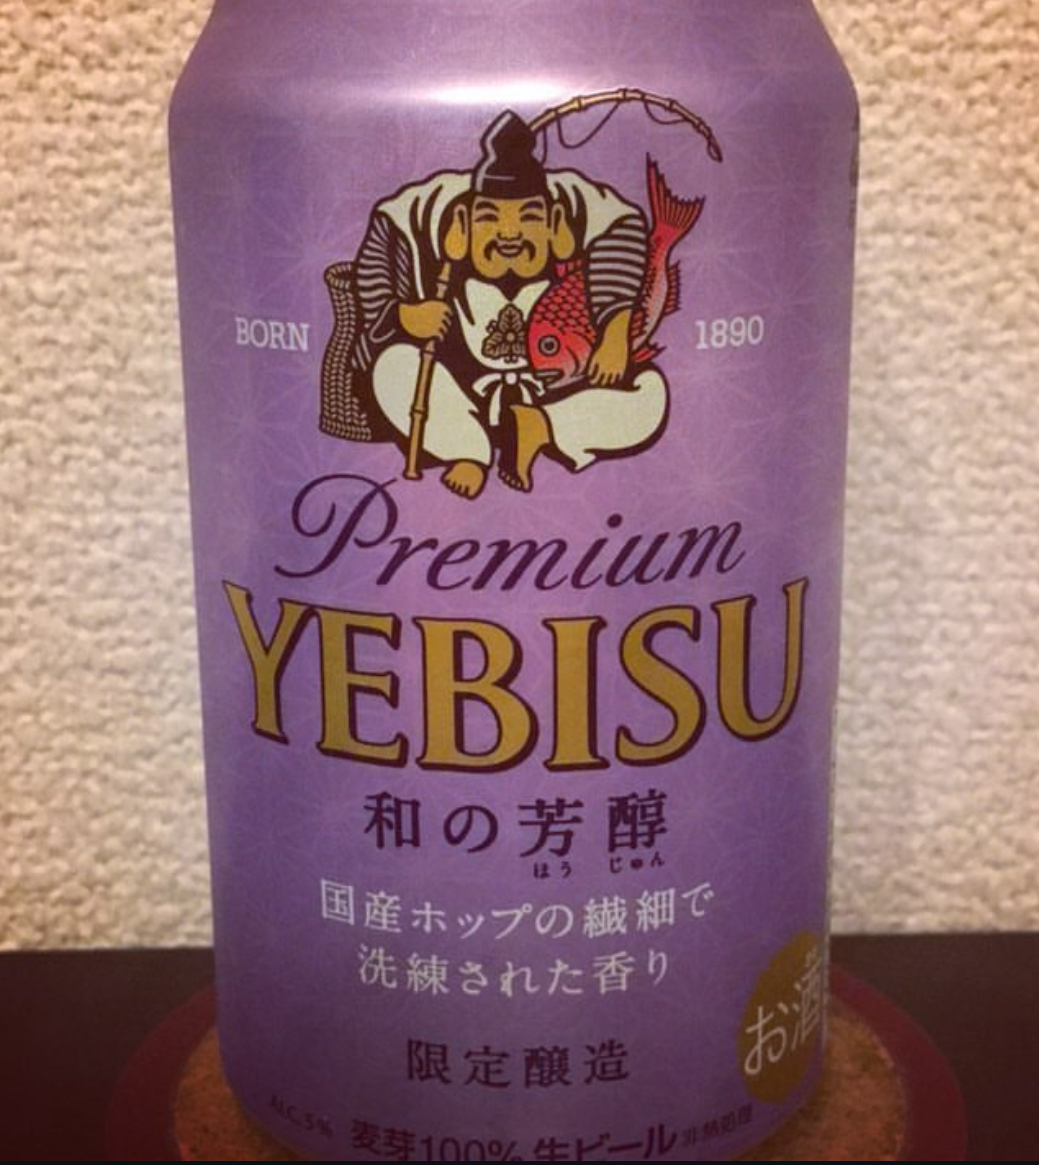 BORN 1890
Premium
YEBISU
和の芳醇
ほう じゅん
国産ホップの繊細で
洗練された香り
お酒
限定醸造
ALC.5% 麦芽100% 生ビール 非熱処理